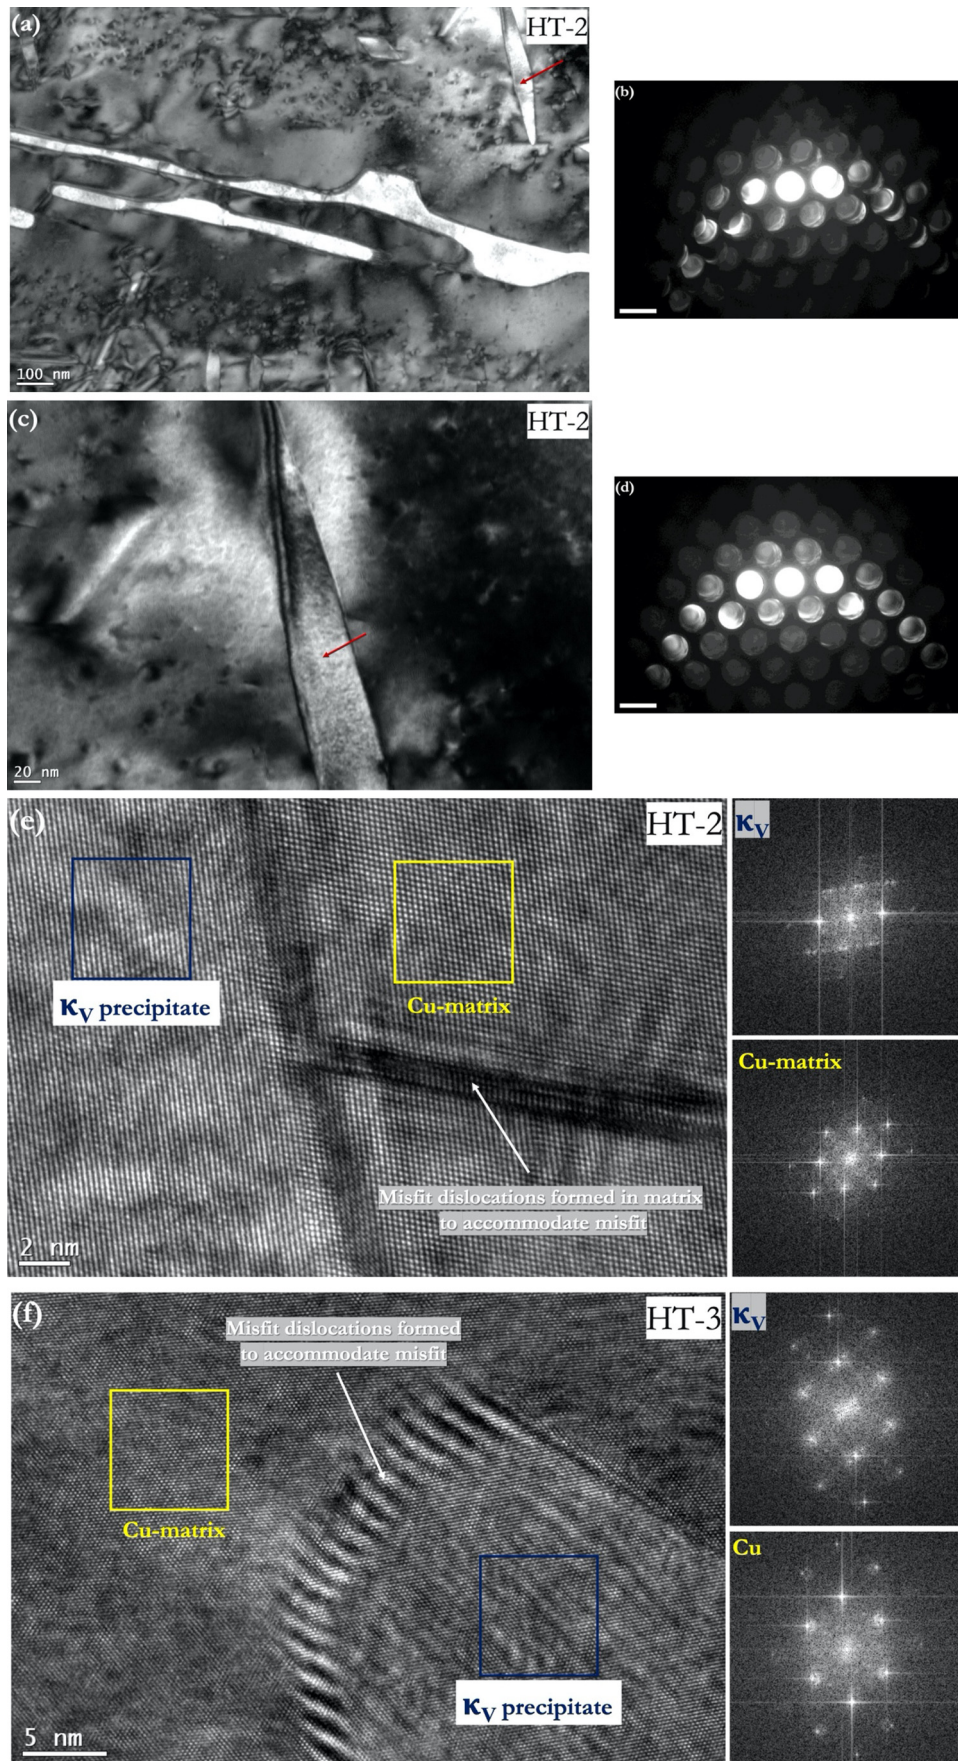 (a)
HT-2
100 nm
(b)
(c)
HT-2
20 nm
(d)
(e)
HT-2
κV precipitate
Cu-matrix
Misfit dislocations formed in matrix
to accommodate misfit
2 nm
κV
Cu-matrix
(f)
HT-3
Misfit dislocations formed
to accommodate misfit
Cu-matrix
κV precipitate
5 nm
κV
Cu